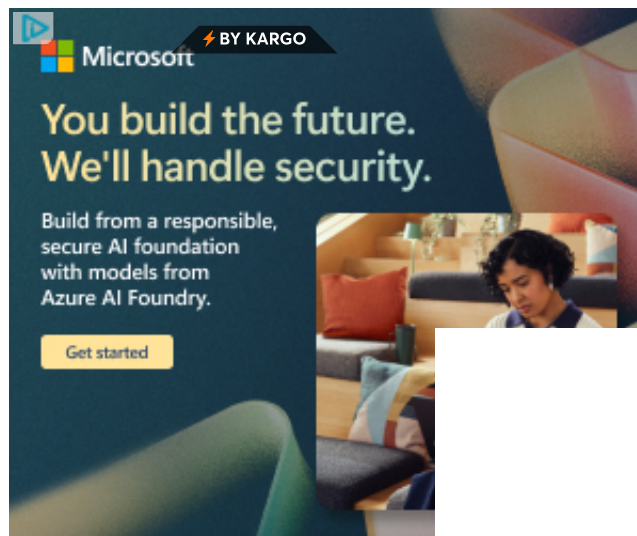 BY KARGO
Microsoft
You build the future.
We'll handle security.
Build from a responsible,
secure AI foundation
with models from
Azure AI Foundry.
Get started